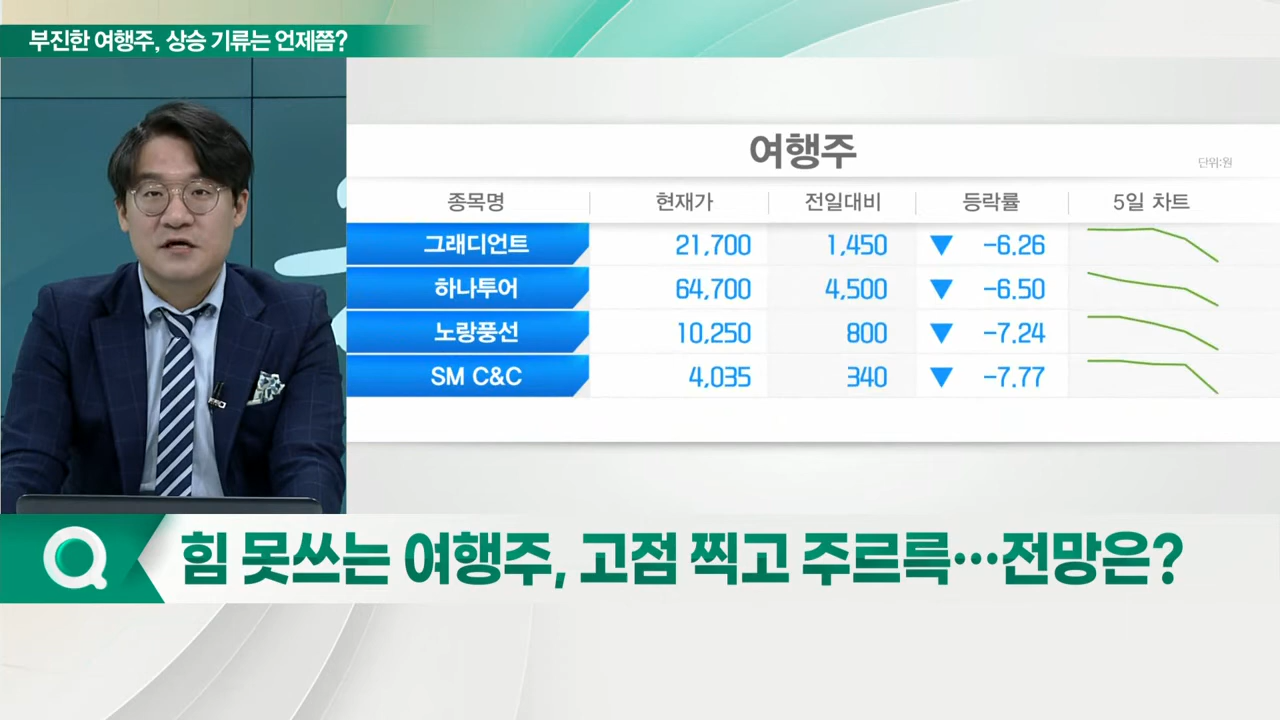 부진한 여행주, 상승 기류는 언제쯤?
여행주
단위:원
종목명 현재가 전일대비 등락률 5일 차트
그래디언트 21,700 1,450 ▼ -6.26
하나투어 64,700 4,500 ▼ -6.50
노랑풍선 10,250 800 ▼ -7.24
SM C&C 4,035 340 ▼ -7.77
힘 못쓰는 여행주, 고점 찍고 주르륵…전망은?